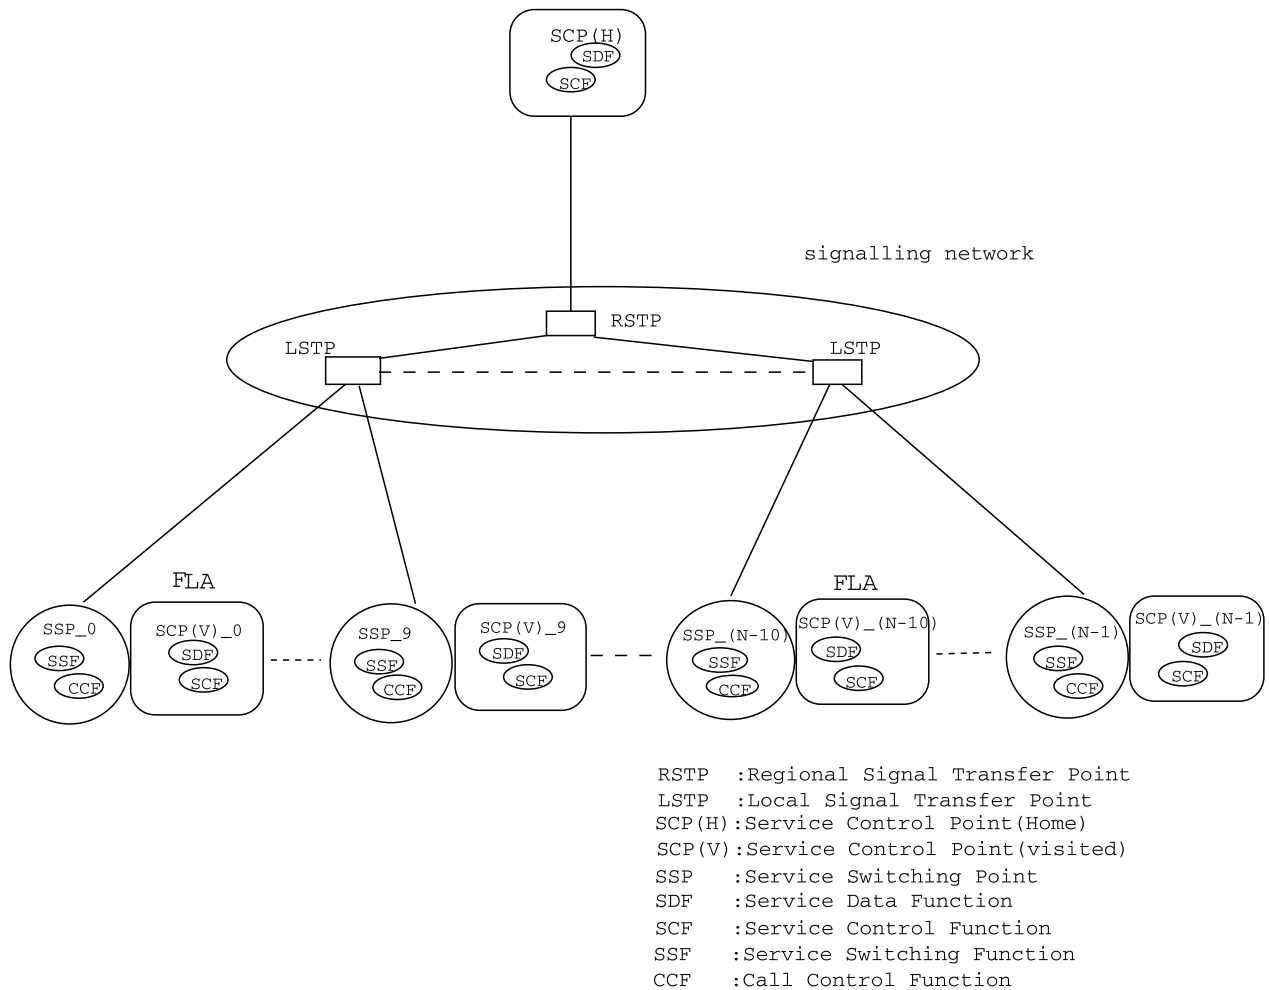 SCP(H)
SDF
SCF
signalling network
RSTP
LSTP
LSTP
FLA
FLA
SSP_0
SSF
CCF
SCP(V)_0
SDF
SCF
SSP_9
SSF
CCF
SCP(V)_9
SDF
SCF
SSP_(N-10)
SSF
CCF
SCP(V)_(N-10)
SDF
SCF
SSP_(N-1)
SSF
CCF
SCP(V)_(N-1)
SDF
SCF
RSTP :Regional Signal Transfer Point
LSTP :Local Signal Transfer Point
SCP(H):Service Control Point(Home)
SCP(V):Service Control Point(visited)
SSP :Service Switching Point
SDF :Service Data Function
SCF :Service Control Function
SSF :Service Switching Function
CCF :Call Control Function